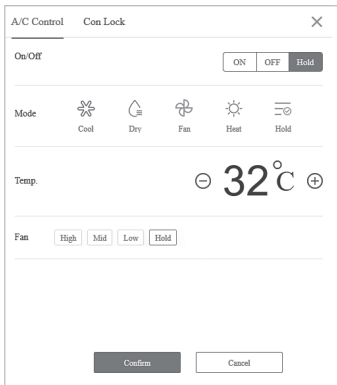 A/C Control Con Lock
On/Off ON OFF Hold
Mode Cool Dry Fan Heat Hold
Temp. 32°C
Fan High Mid Low Hold
Confirm Cancel